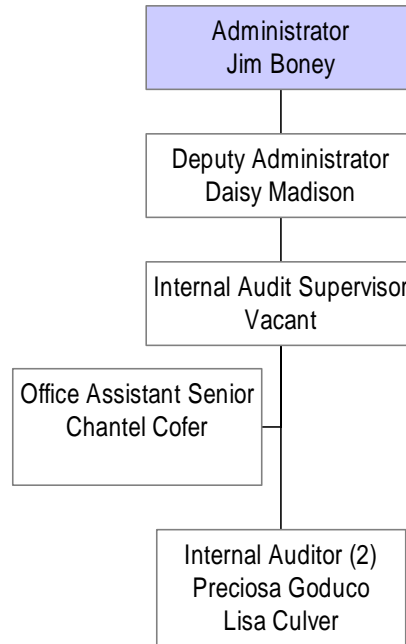 Administrator
Jim Boney
Deputy Administrator
Daisy Madison
Internal Audit Supervisor
Vacant
Office Assistant Senior
Chantel Cofer
Internal Auditor (2)
Preciosa Goduco
Lisa Culver